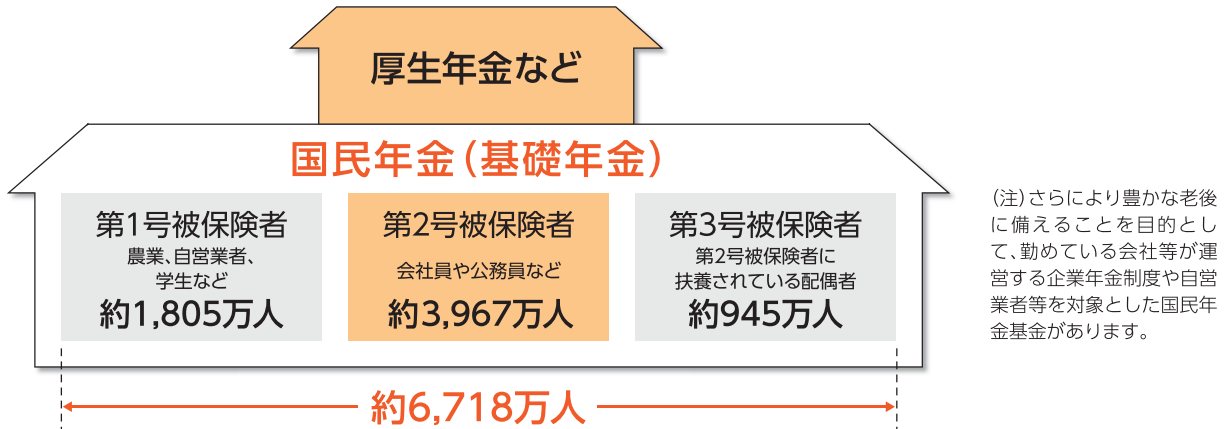 厚生年金など
国民年金(基礎年金)
第1号被保険者
農業、自営業者、
学生など
約1,805万人
第2号被保険者
会社員や公務員など
約3,967万人
第3号被保険者
第2号被保険者に
扶養されている配偶者
約945万人
約6,718万人
(注)さらにより豊かな老後
に備えることを目的とし
て、勤めている会社等が運
営する企業年金制度や自営
業者等を対象とした国民年
金基金があります。